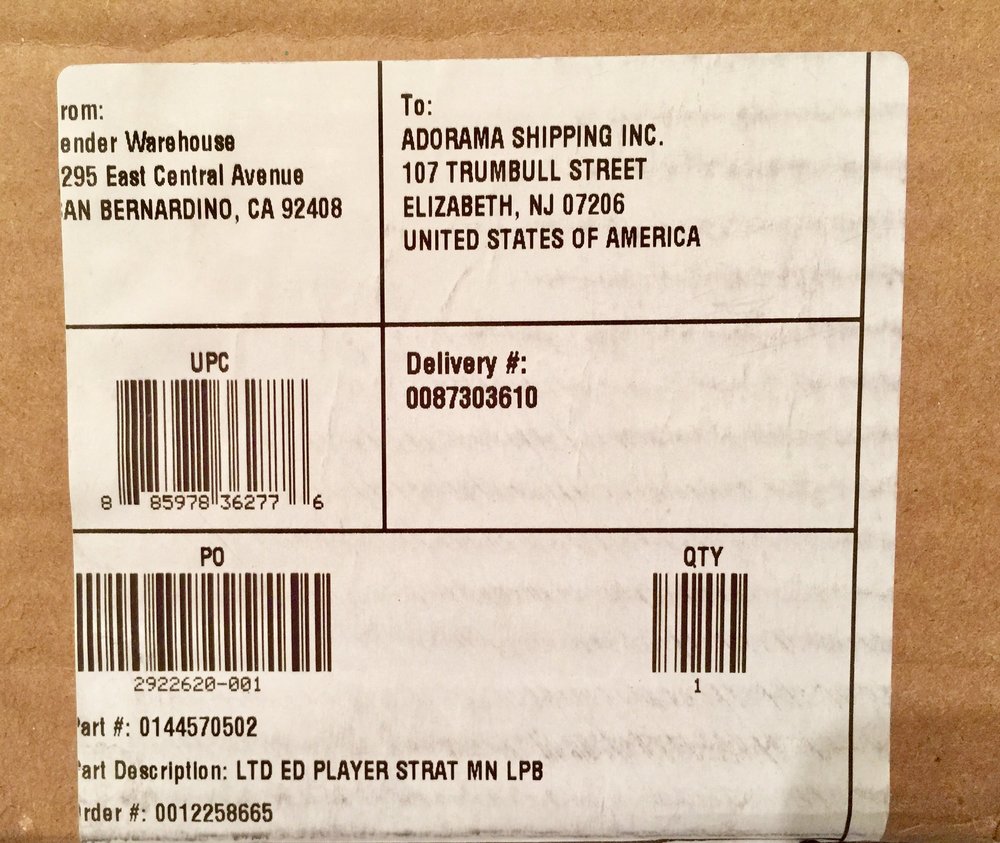 rom:
ender Warehouse
295 East Central Avenue
AN BERNARDINO, CA 92408
To:
ADORAMA SHIPPING INC.
107 TRUMBULL STREET
ELIZABETH, NJ 07206
UNITED STATES OF AMERICA
UPC
8 85978 36277 6
Delivery #:
0087303610
PO
2922620-001
QTY
1
art #: 0144570502
art Description: LTD ED PLAYER STRAT MN LPB
rder #: 0012258665